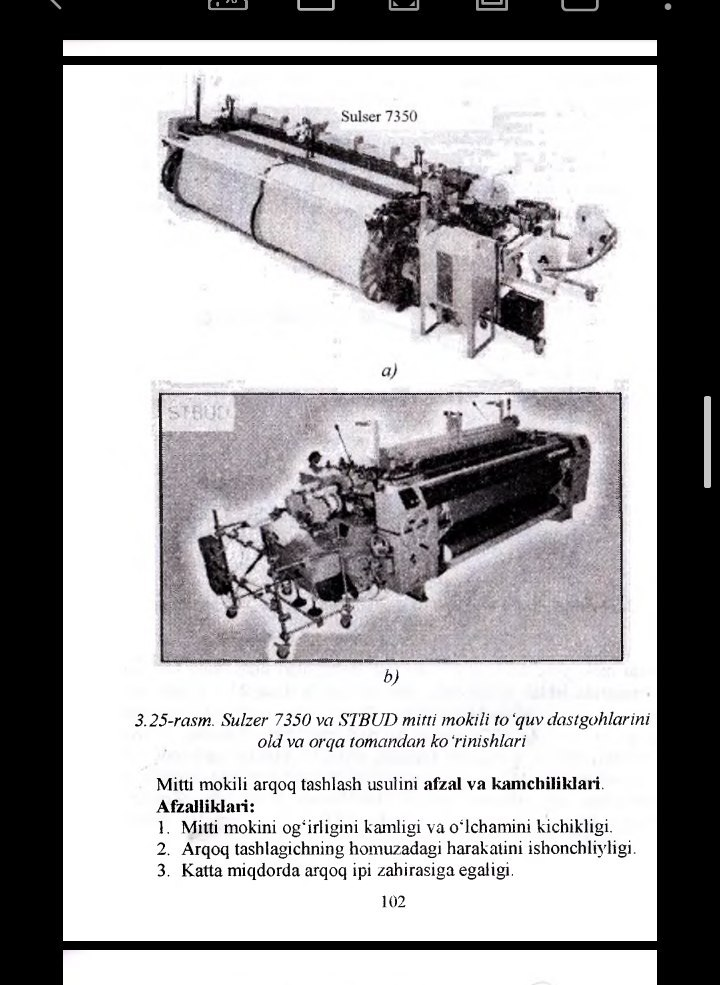 Sulser 7350
a)
STBUD
b)
3.25-rasm. Sulzer 7350 va STBUD mitti mokili to‘quv dastgohlarini
old va orqa tomandan ko‘rinishlari
Mitti mokili arqoq tashlash usulini afzal va kamchiliklari.
Afzalliklari:
1. Mitti mokini og‘irligini kamligi va o‘lchamini kichikligi.
2. Arqoq tashlagichning homuzadagi harakatini ishonchliyligi.
3. Katta miqdorda arqoq ipi zahirasiga egaligi.
102